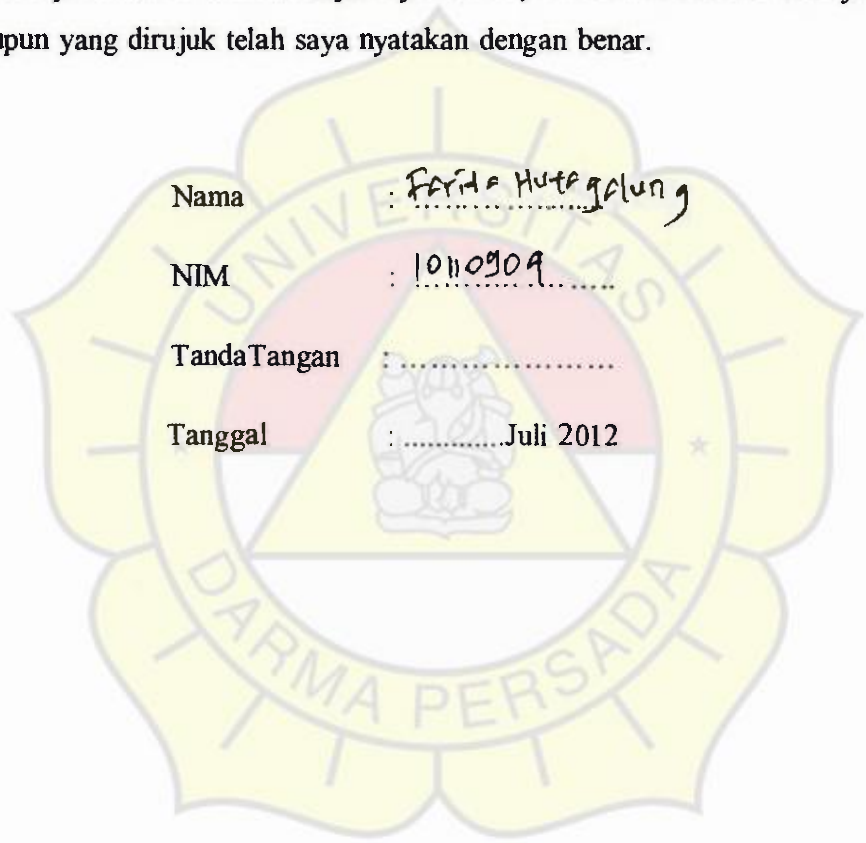 ipun yang dirujuk telah saya nyatakan dengan benar.
Nama : Farida Hutagalung
NIM : 10110909
TandaTangan : .....................
Tanggal : ............Juli 2012
UNIVERSITAS
DARMA PERSADA